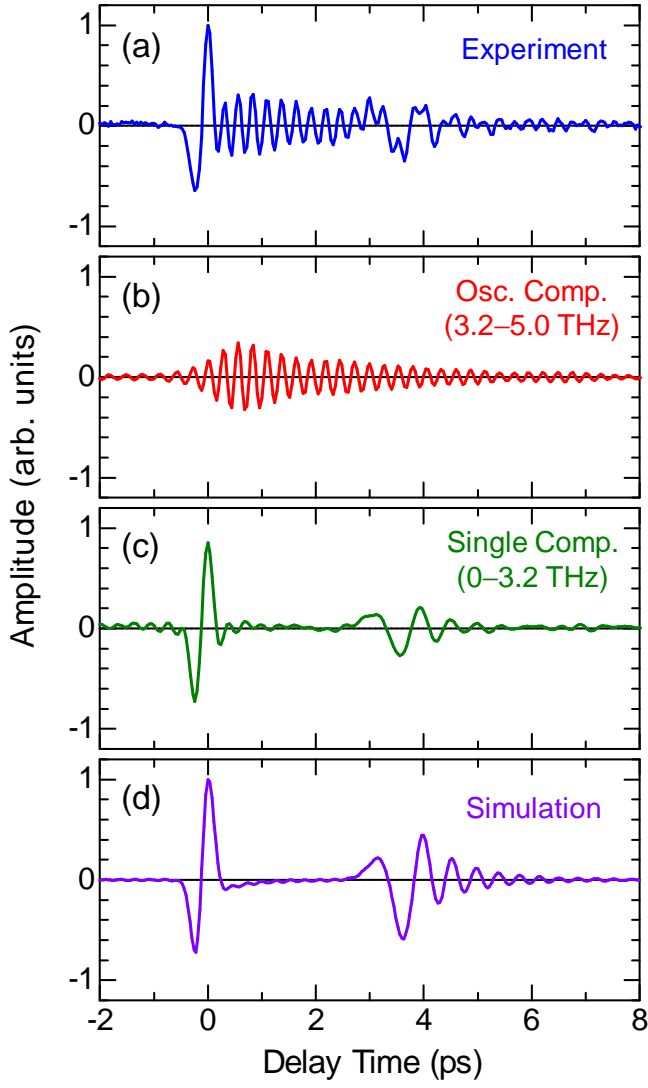 (a)
Experiment
1
0
-1
(b)
Osc. Comp.
(3.2–5.0 THz)
1
0
-1
(c)
Single Comp.
(0–3.2 THz)
1
0
-1
(d)
Simulation
1
0
-1
-2 0 2 4 6 8
Delay Time (ps)
Amplitude (arb. units)